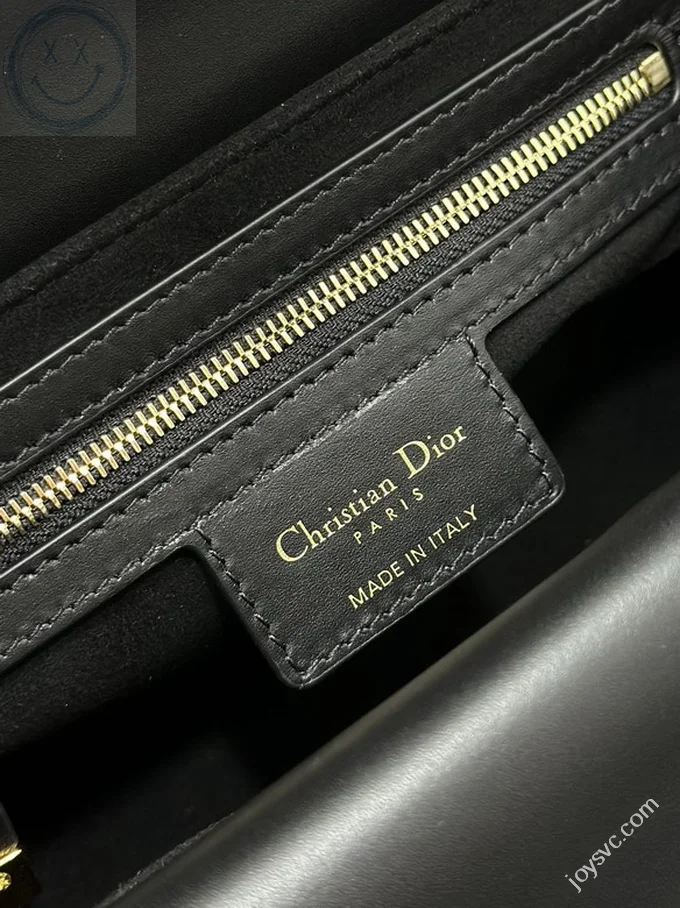 Christian Dior
PARIS
MADE IN ITALY
joysvc.com